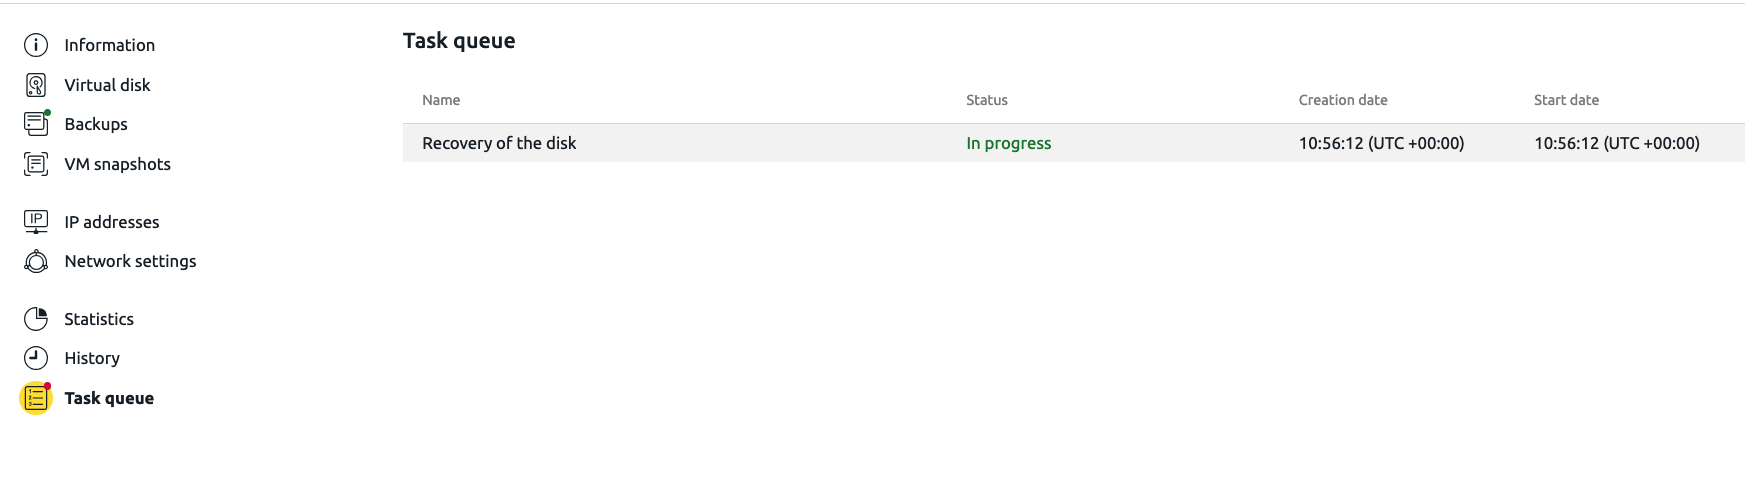 Information
Virtual disk
Backups
VM snapshots
IP
IP addresses
Network settings
Statistics
History
Task queue
Task queue
Name Status Creation date Start date
Recovery of the disk In progress 10:56:12 (UTC +00:00) 10:56:12 (UTC +00:00)